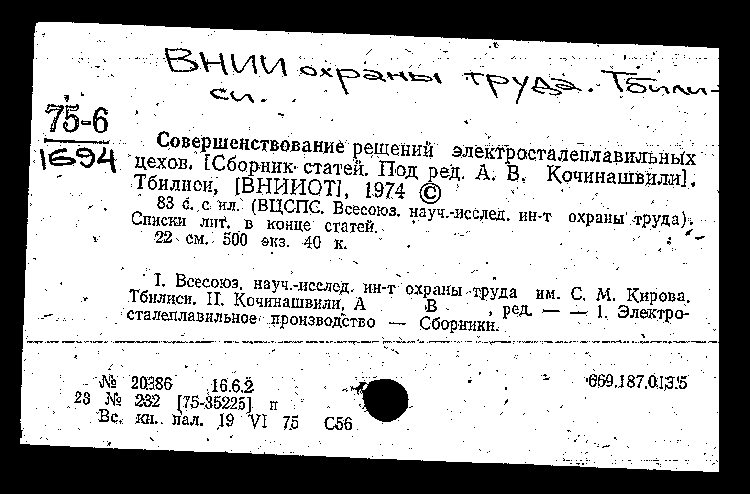 ВНИИ охраны труда. Тбили-
си.
75-6
1694
Совершенствование решений электросталеплавильных
цехов. [Сборник статей. Под ред. А. В. Кочинашвили].
Тбилиси, [ВНИИОТ], 1974 ©
83 с. с ил. (ВЦСПС. Всесоюз. науч.-исслед. ин-т охраны труда).
Списки лит. в конце статей.
22 см. 500 экз. 40 к.
I. Всесоюз. науч.-исслед. ин-т охраны труда им. С. М. Кирова.
Тбилиси. II. Кочинашвили, А В , ред. — — 1. Электро-
сталеплавильное производство — Сборники.
№ 20386 16.6.2 669.187.013.5
23 № 232 [75-35225] п
Вс. кн. пал. 19 VI 75 С56